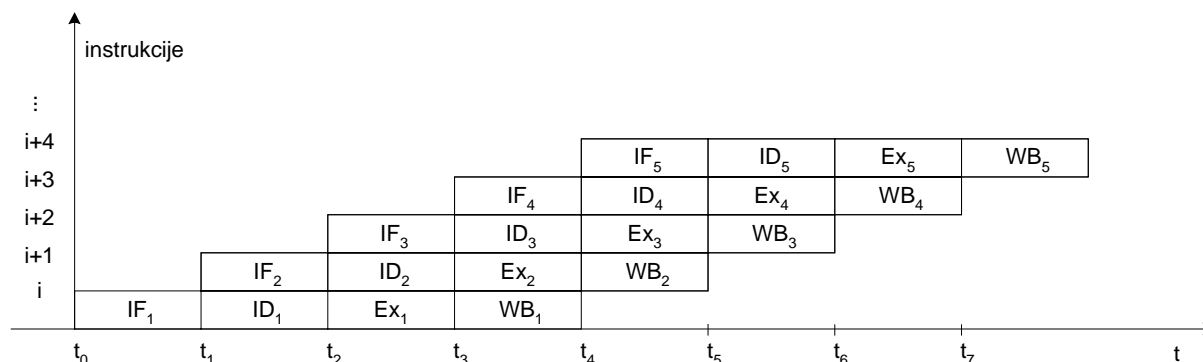 instrukcije
⋮
i+4
IF₅ ID₅ Ex₅ WB₅
i+3
IF₄ ID₄ Ex₄ WB₄
i+2
IF₃ ID₃ Ex₃ WB₃
i+1
IF₂ ID₂ Ex₂ WB₂
i
IF₁ ID₁ Ex₁ WB₁
t₀ t₁ t₂ t₃ t₄ t₅ t₆ t₇ t